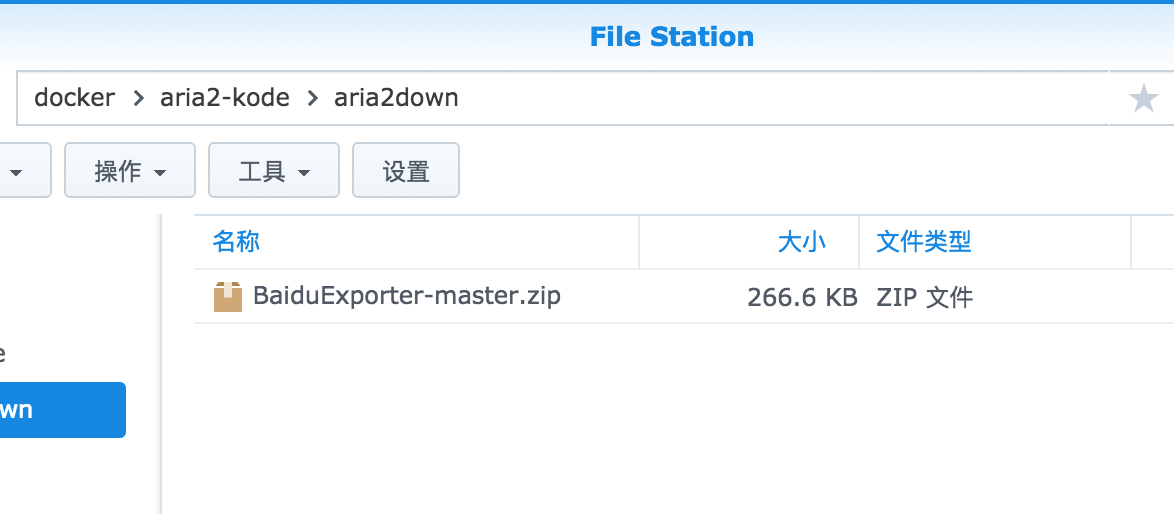 File Station
docker > aria2-kode > aria2down
操作 工具 设置
名称 大小 文件类型
BaiduExporter-master.zip 266.6 KB ZIP 文件
e
wn